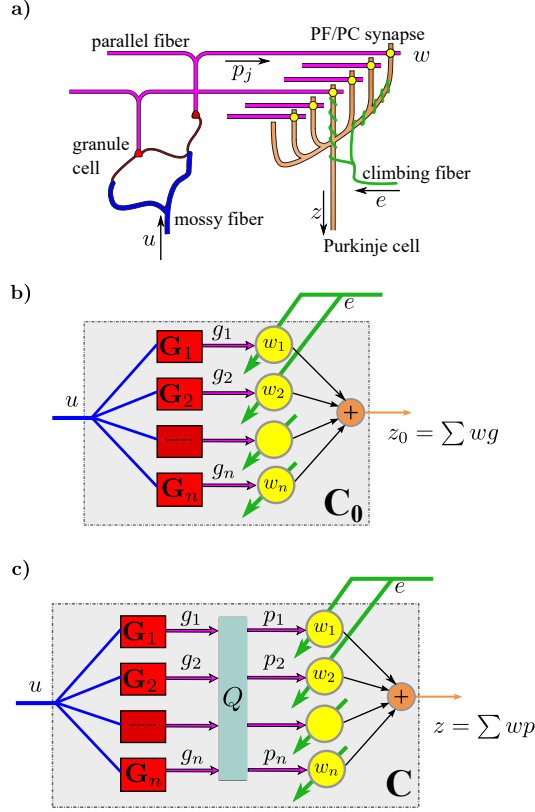 a)
parallel fiber
PF/PC synapse
p_j
w
granule
cell
climbing fiber
mossy fiber
z
e
u
Purkinje cell
b)
e
u
G_1
g_1
w_1
G_2
g_2
w_2
+
z_0 = ∑ wg
.........
G_n
g_n
w_n
C_0
c)
e
u
G_1
g_1
p_1
w_1
G_2
g_2
p_2
w_2
Q
+
z = ∑ wp
.........
G_n
g_n
p_n
w_n
C